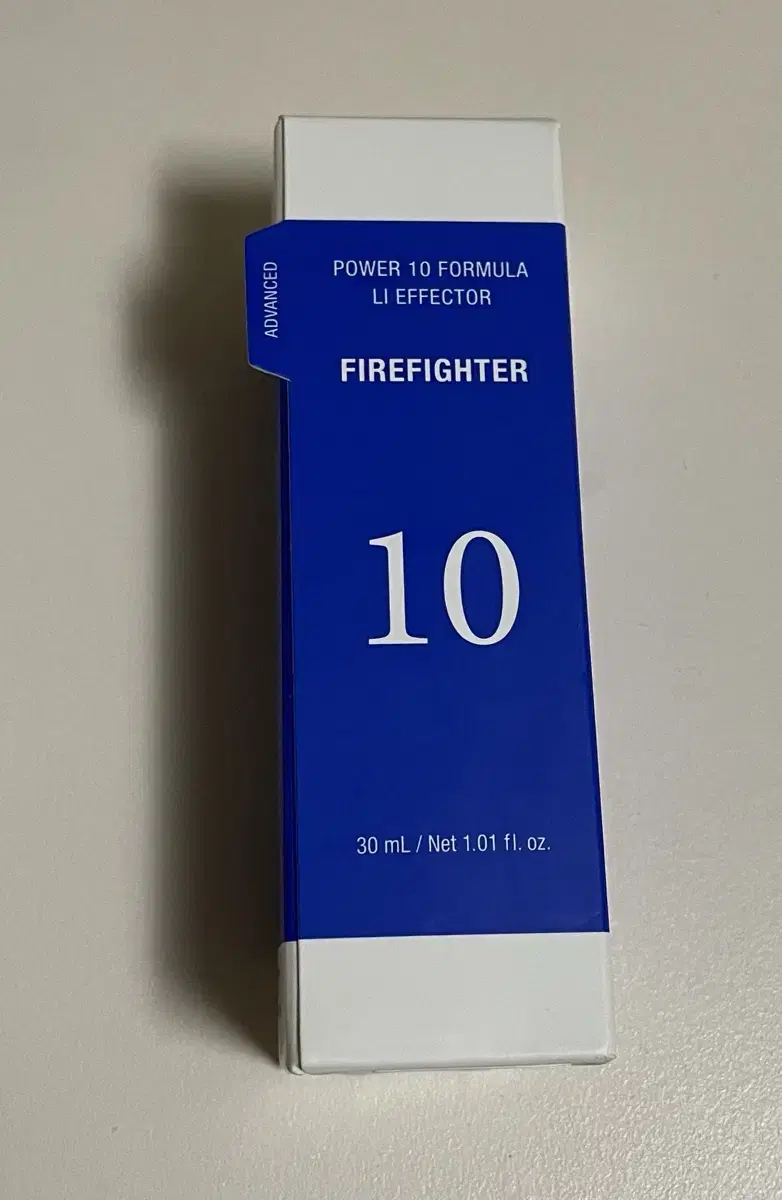 ADVANCED
POWER 10 FORMULA
LI EFFECTOR
FIREFIGHTER
10
30 mL / Net 1.01 fl. oz.